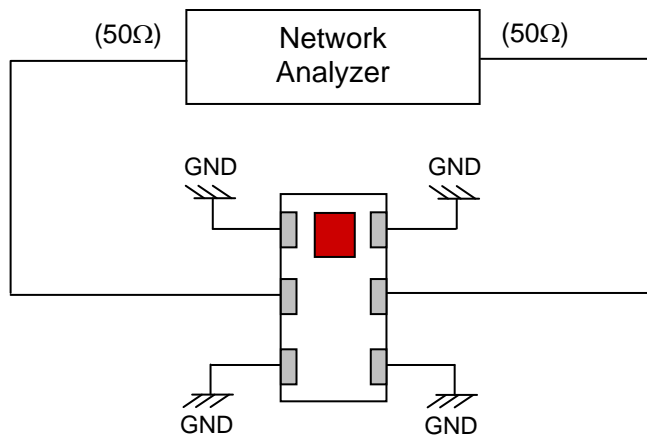 (50Ω)
Network
Analyzer
(50Ω)
GND
GND
GND
GND